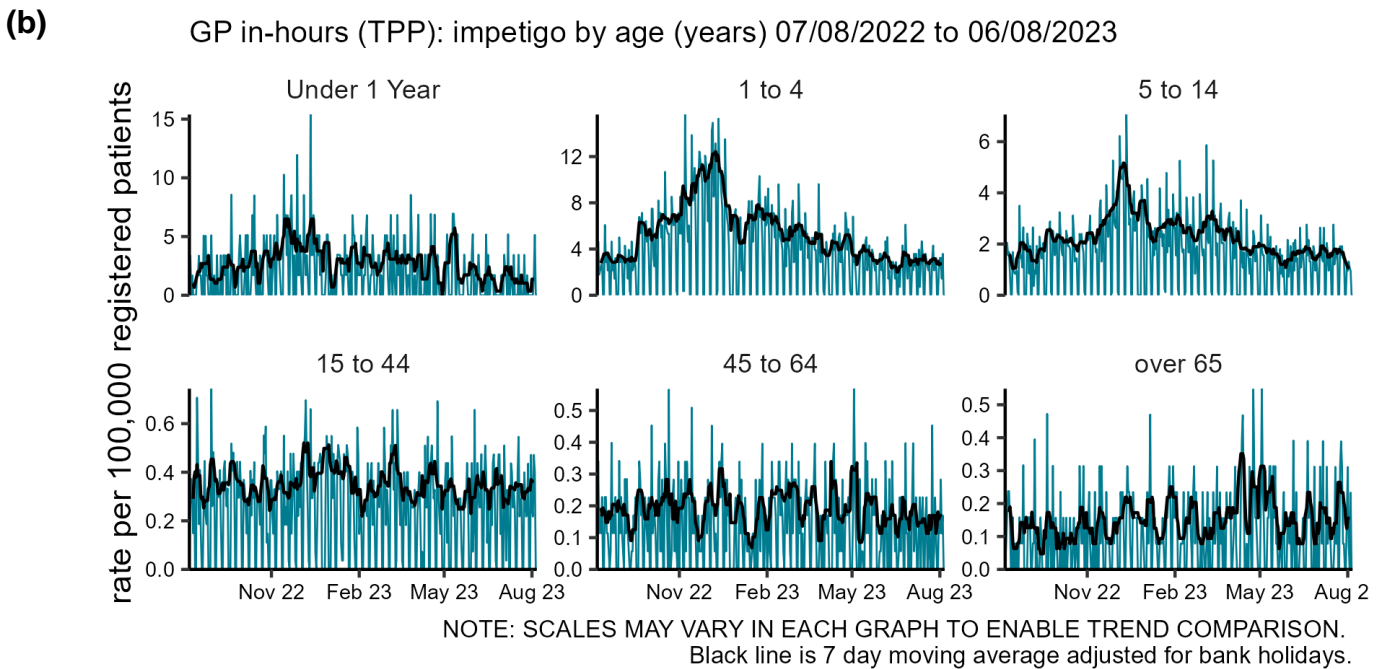 (b)
GP in-hours (TPP): impetigo by age (years) 07/08/2022 to 06/08/2023
rate per 100,000 registered patients
Under 1 Year
15
10
5
0
1 to 4
12
8
4
0
5 to 14
6
4
2
0
15 to 44
0.6
0.4
0.2
0.0
Nov 22 Feb 23 May 23 Aug 23
45 to 64
0.5
0.4
0.3
0.2
0.1
0.0
Nov 22 Feb 23 May 23 Aug 23
over 65
0.5
0.4
0.3
0.2
0.1
0.0
Nov 22 Feb 23 May 23 Aug 2
NOTE: SCALES MAY VARY IN EACH GRAPH TO ENABLE TREND COMPARISON.
Black line is 7 day moving average adjusted for bank holidays.